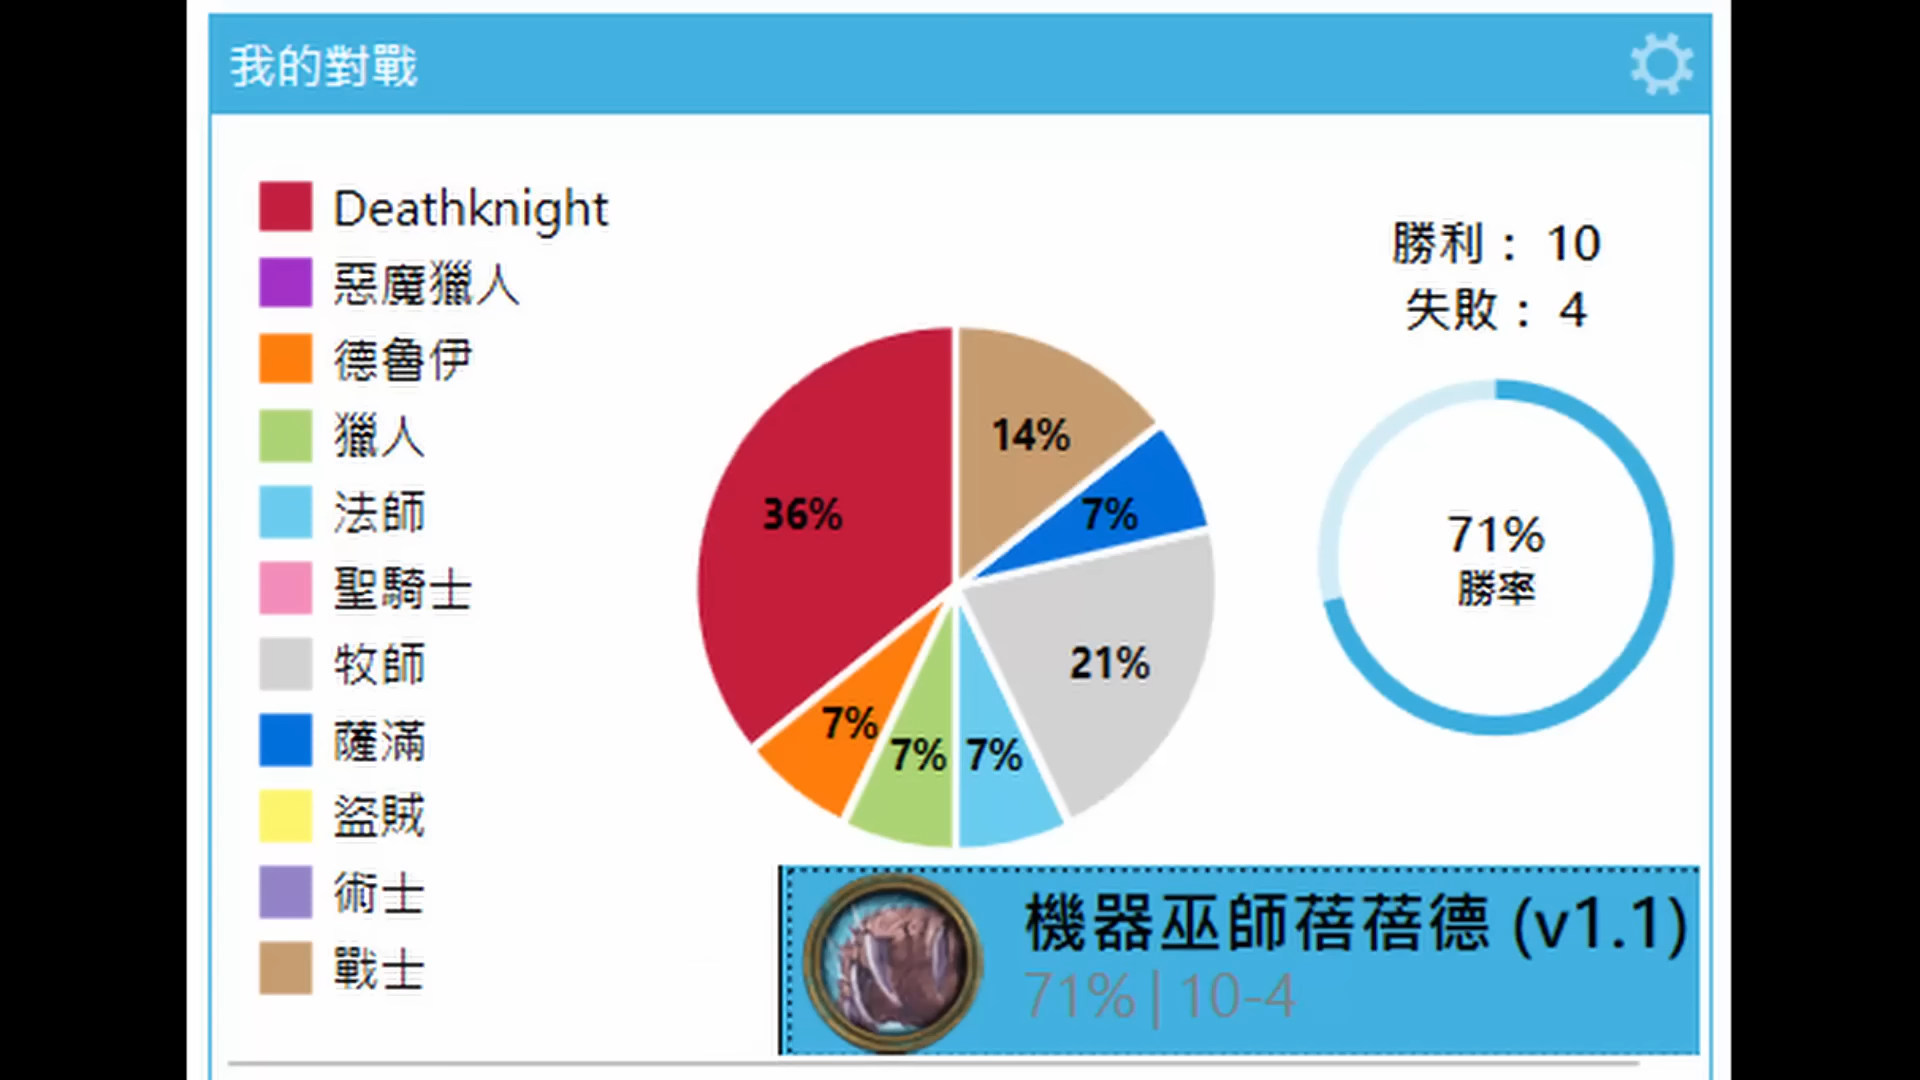 我的對戰
Deathknight
惡魔獵人
德魯伊
獵人
法師
聖騎士
牧師
薩滿
盜賊
術士
戰士
14%
7%
36%
21%
7%
7%
7%
勝利： 10
失敗： 4
71%
勝率
機器巫師蓓蓓德 (v1.1)
71% | 10-4